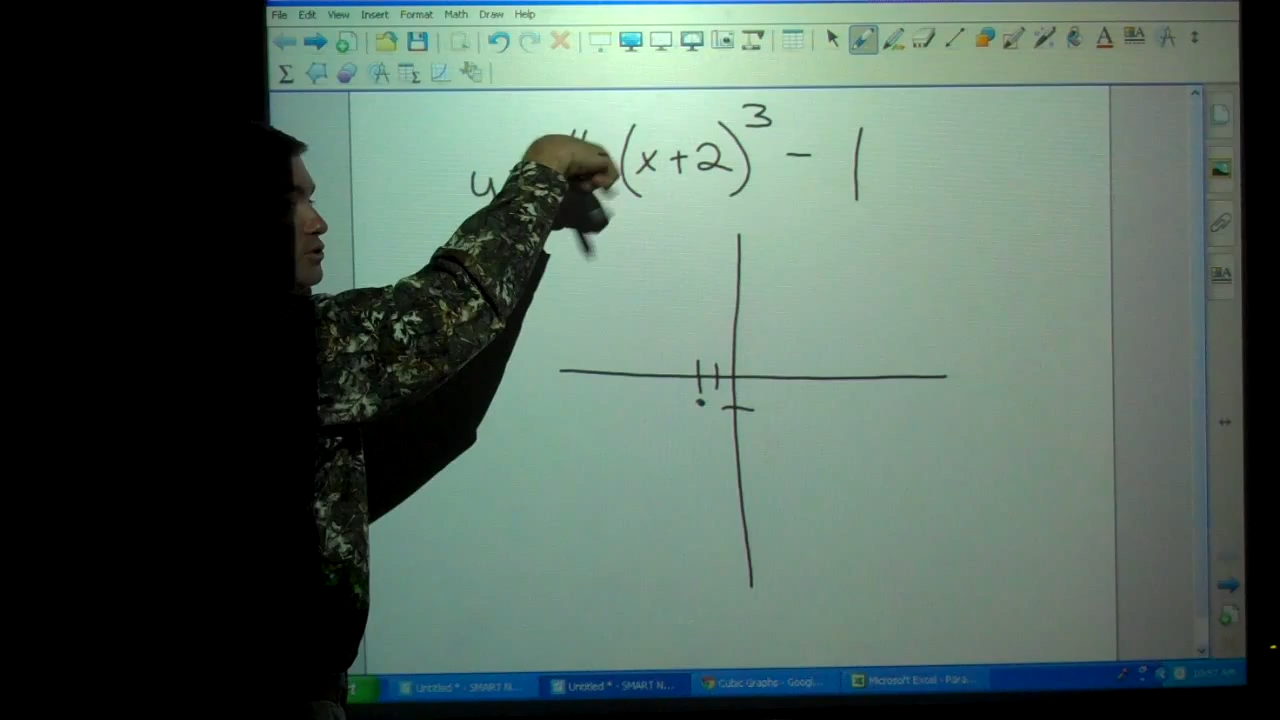 File Edit View Insert Format Math Draw Help
y (x+2)³ - 1
Untitled * - SMART N... Untitled * - SMART N... Cubic Graphs - Googl... Microsoft Excel - Para...